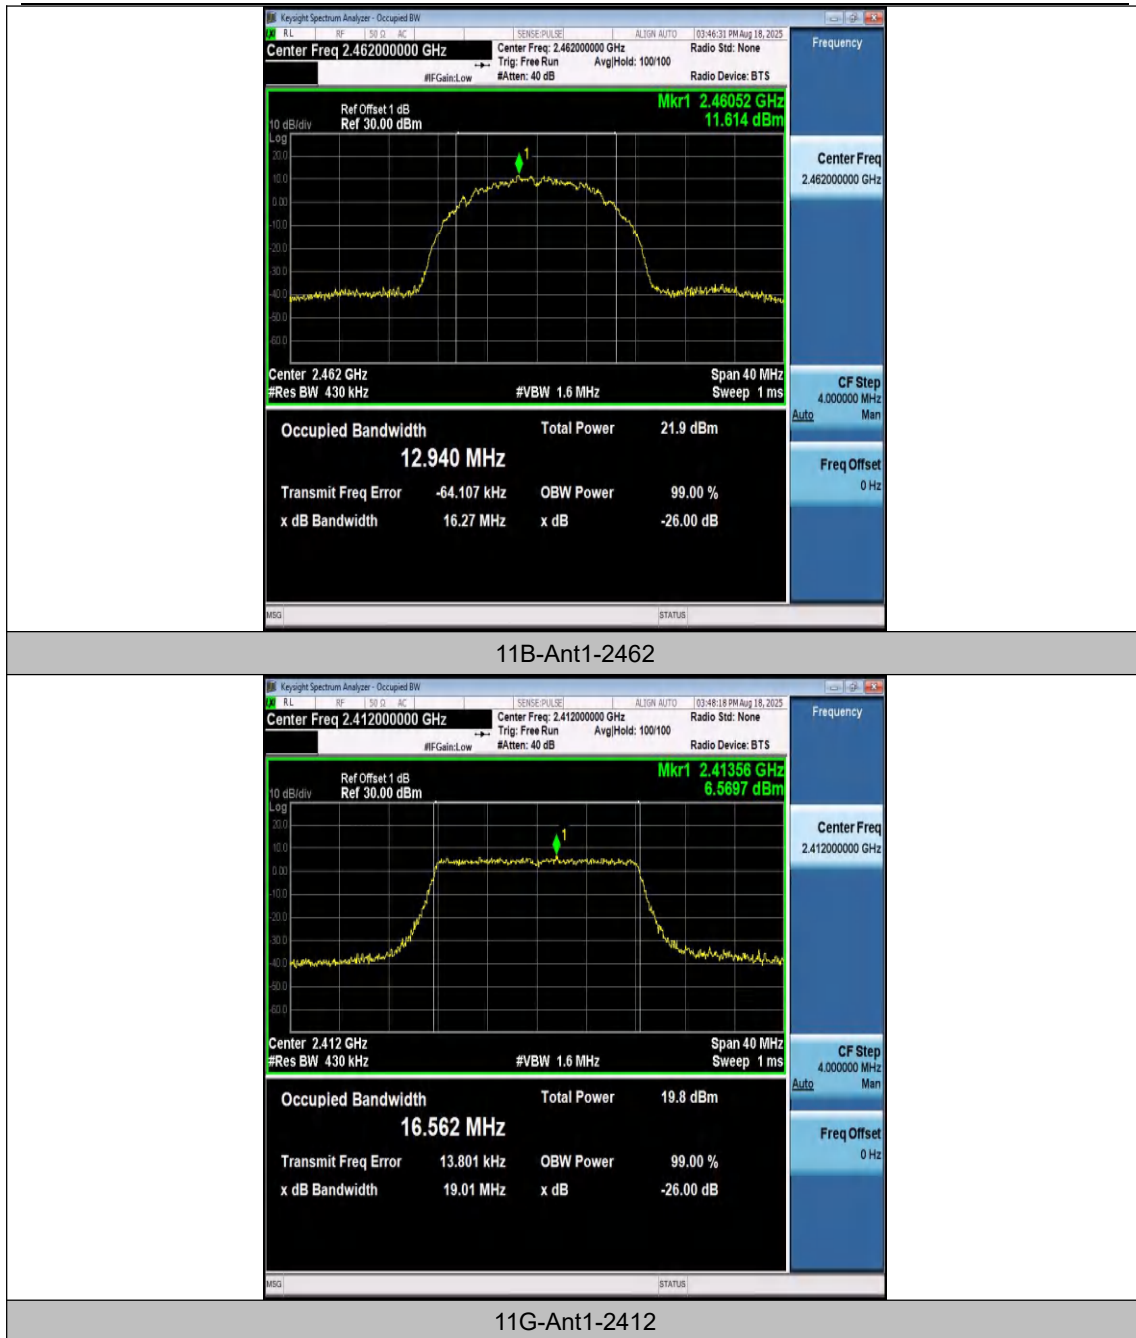 Keysight Spectrum Analyzer - Occupied BW
RL RF 50 Ω AC SENSE:PULSE ALIGN AUTO 03:46:31 PM Aug 18, 2025
Center Freq 2.462000000 GHz
Center Freq: 2.462000000 GHz
Radio Std: None
Trig: Free Run Avg|Hold: 100/100
#IFGain:Low #Atten: 40 dB Radio Device: BTS
Frequency
Ref Offset 1 dB
10 dB/div Ref 30.00 dBm
Mkr1 2.46052 GHz
11.614 dBm
Log
20.0
10.0
0.00
-10.0
-20.0
-30.0
-40.0
-50.0
-60.0
1
Center 2.462 GHz Span 40 MHz
#Res BW 430 kHz #VBW 1.6 MHz Sweep 1 ms
Center Freq
2.462000000 GHz
CF Step
4.000000 MHz
Auto Man
Freq Offset
0 Hz
Occupied Bandwidth Total Power 21.9 dBm
12.940 MHz
Transmit Freq Error -64.107 kHz OBW Power 99.00 %
x dB Bandwidth 16.27 MHz x dB -26.00 dB
MSG STATUS
11B-Ant1-2462
Keysight Spectrum Analyzer - Occupied BW
RL RF 50 Ω AC SENSE:PULSE ALIGN AUTO 03:48:18 PM Aug 18, 2025
Center Freq 2.412000000 GHz
Center Freq: 2.412000000 GHz
Radio Std: None
Trig: Free Run Avg|Hold: 100/100
#IFGain:Low #Atten: 40 dB Radio Device: BTS
Frequency
Ref Offset 1 dB
10 dB/div Ref 30.00 dBm
Mkr1 2.41356 GHz
6.5697 dBm
Log
20.0
10.0
0.00
-10.0
-20.0
-30.0
-40.0
-50.0
-60.0
1
Center 2.412 GHz Span 40 MHz
#Res BW 430 kHz #VBW 1.6 MHz Sweep 1 ms
Center Freq
2.412000000 GHz
CF Step
4.000000 MHz
Auto Man
Freq Offset
0 Hz
Occupied Bandwidth Total Power 19.8 dBm
16.562 MHz
Transmit Freq Error 13.801 kHz OBW Power 99.00 %
x dB Bandwidth 19.01 MHz x dB -26.00 dB
MSG STATUS
11G-Ant1-2412